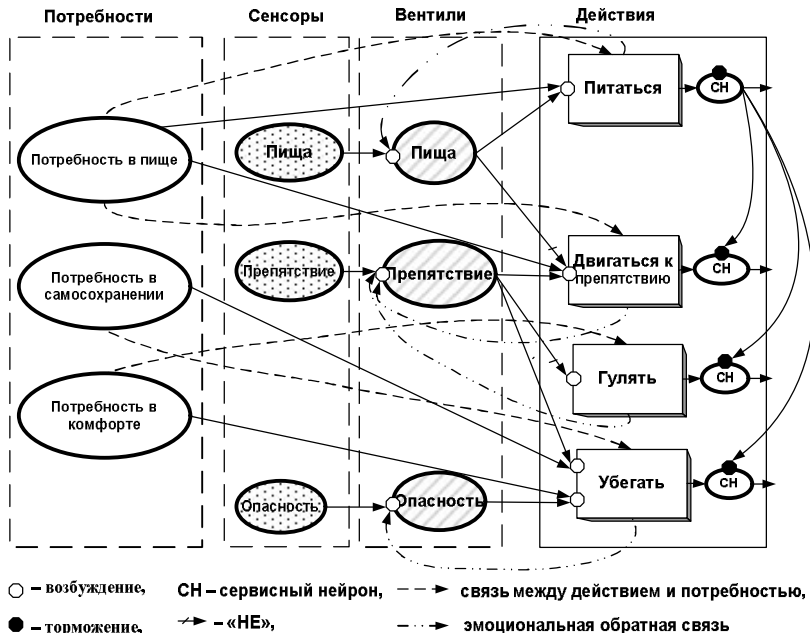 Потребности Сенсоры Вентили Действия
Питаться
СН
Потребность в пище
Пища
Пища
Потребность в
самосохранении
Препятствие
Препятствие
Двигаться к
препятствию
СН
Гулять
СН
Потребность в
комфорте
Убегать
СН
Опасность
Опасность
– возбуждение, СН – сервисный нейрон, связь между действием и потребностью,
– торможение, – «НЕ», эмоциональная обратная связь